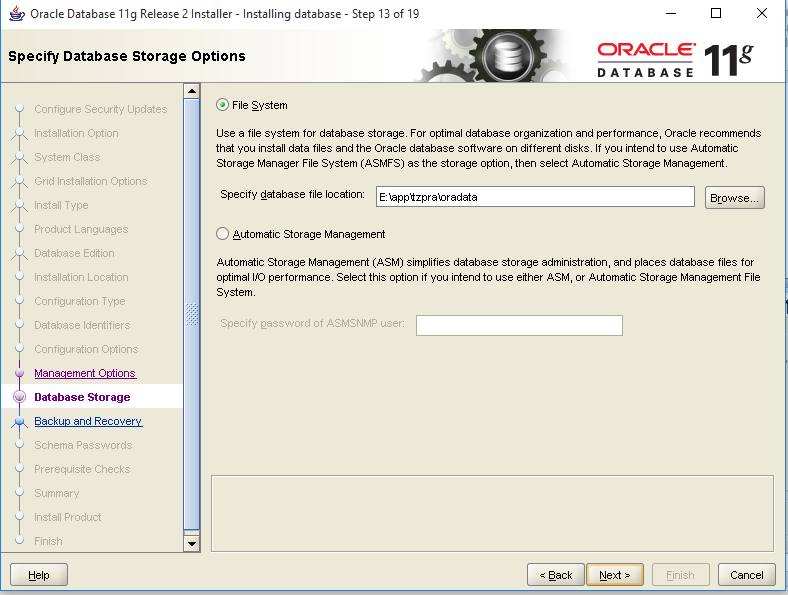 Oracle Database 11g Release 2 Installer - Installing database - Step 13 of 19
Specify Database Storage Options
ORACLE
DATABASE
11g
Configure Security Updates
Installation Option
System Class
Grid Installation Options
Install Type
Product Languages
Database Edition
Installation Location
Configuration Type
Database Identifiers
Configuration Options
Management Options
Database Storage
Backup and Recovery
Schema Passwords
Prerequisite Checks
Summary
Install Product
Finish
File System
Use a file system for database storage. For optimal database organization and performance, Oracle recommends
that you install data files and the Oracle database software on different disks. If you intend to use Automatic
Storage Manager File System (ASMFS) as the storage option, then select Automatic Storage Management.
Specify database file location: E:\app\tzpra\oradata Browse...
Automatic Storage Management
Automatic Storage Management (ASM) simplifies database storage administration, and places database files for
optimal I/O performance. Select this option if you intend to use either ASM, or Automatic Storage Management File
System.
Specify password of ASMSNMP user:
Help < Back Next > Finish Cancel